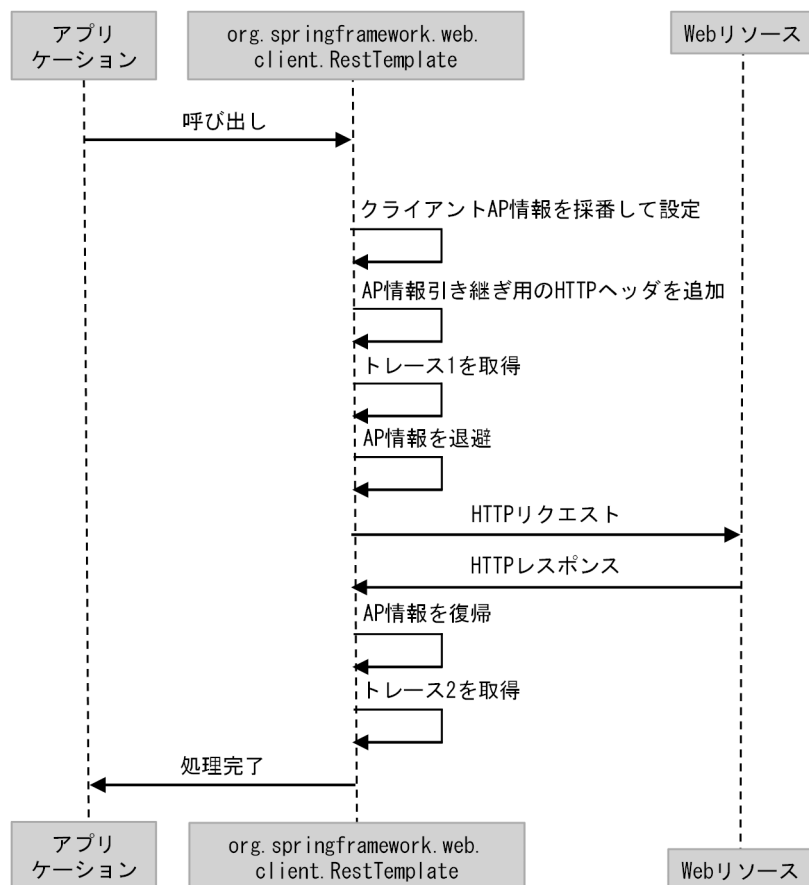 アプリ
ケーション
org.springframework.web.
client.RestTemplate
Webリソース
呼び出し
クライアントAP情報を採番して設定
AP情報引き継ぎ用のHTTPヘッダを追加
トレース1を取得
AP情報を退避
HTTPリクエスト
HTTPレスポンス
AP情報を復帰
トレース2を取得
処理完了
アプリ
ケーション
org.springframework.web.
client.RestTemplate
Webリソース